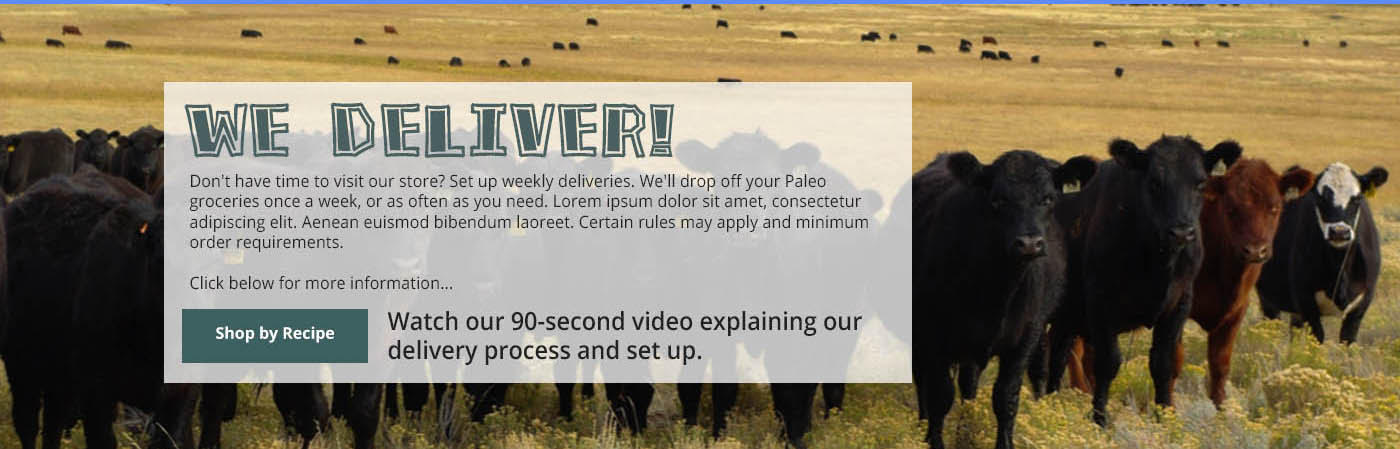 WE DELIVER!
Don't have time to visit our store? Set up weekly deliveries. We'll drop off your Paleo
groceries once a week, or as often as you need. Lorem ipsum dolor sit amet, consectetur
adipiscing elit. Aenean euismod bibendum laoreet. Certain rules may apply and minimum
order requirements.
Click below for more information...
Shop by Recipe
Watch our 90-second video explaining our
delivery process and set up.